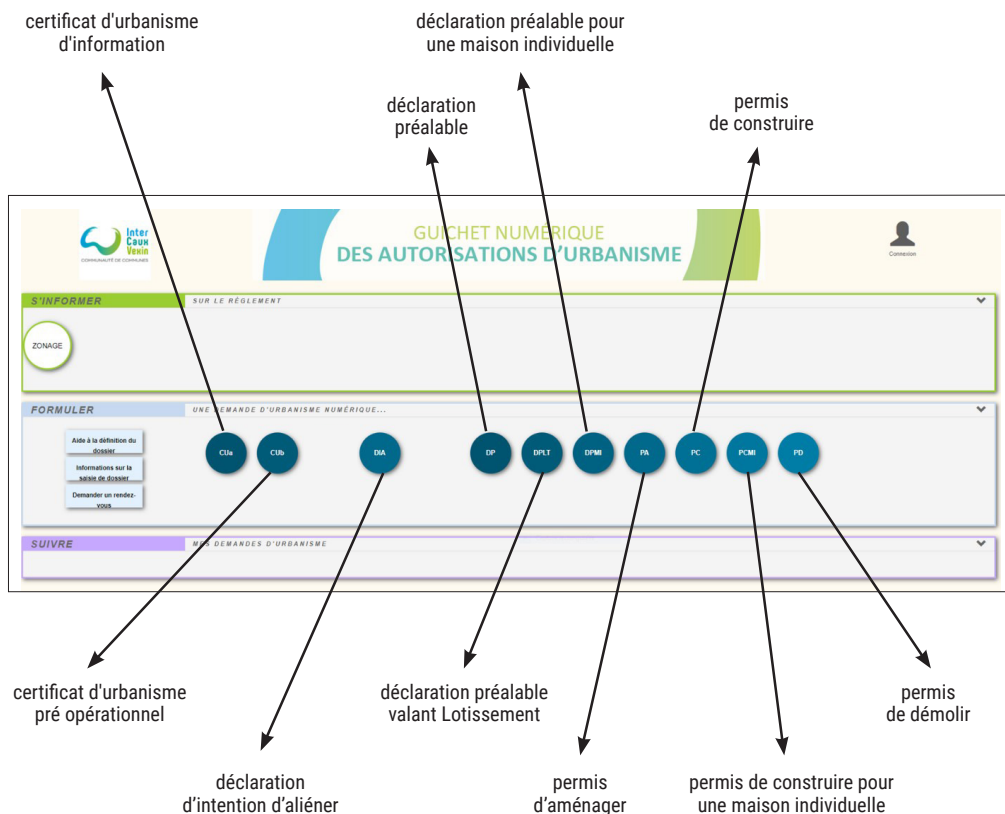 certificat d'urbanisme
d'information
déclaration préalable pour
une maison individuelle
déclaration
préalable
permis
de construire
Inter
Caux
Vexin
COMMUNAUTÉ DE COMMUNES
GUICHET NUMÉRIQUE
DES AUTORISATIONS D'URBANISME
Connexion
S'INFORMER
SUR LE RÉGLEMENT
ZONAGE
FORMULER
UNE DEMANDE D'URBANISME NUMÉRIQUE...
Aide à la définition du
dossier
Informations sur la
saisie de dossier
Demander un rendez-
vous
CUa
CUb
DIA
DP
DPLT
DPMI
PA
PC
PCMI
PD
SUIVRE
MES DEMANDES D'URBANISME
certificat d'urbanisme
pré opérationnel
déclaration préalable
valant Lotissement
permis
de démolir
déclaration
d'intention d'aliéner
permis
d'aménager
permis de construire pour
une maison individuelle